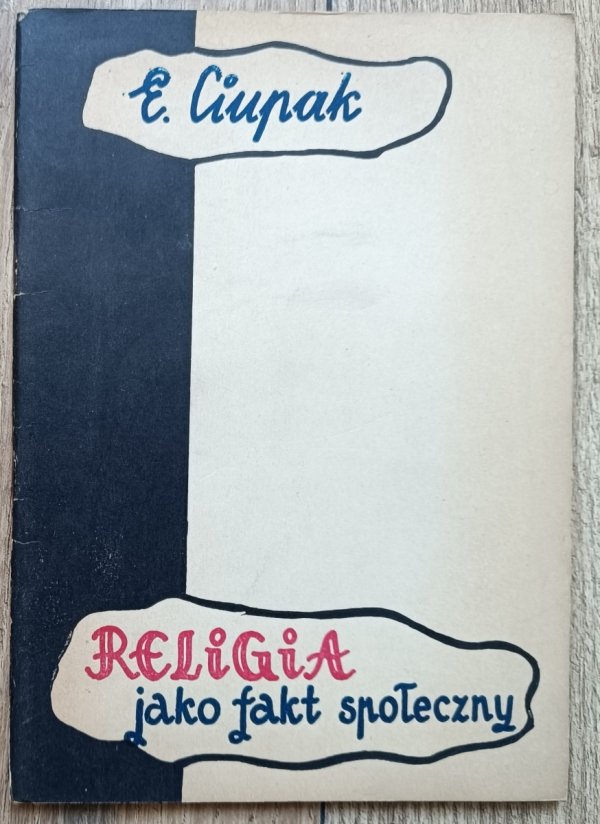 E. Ciupak
RELiGiA
jako fakt społeczny